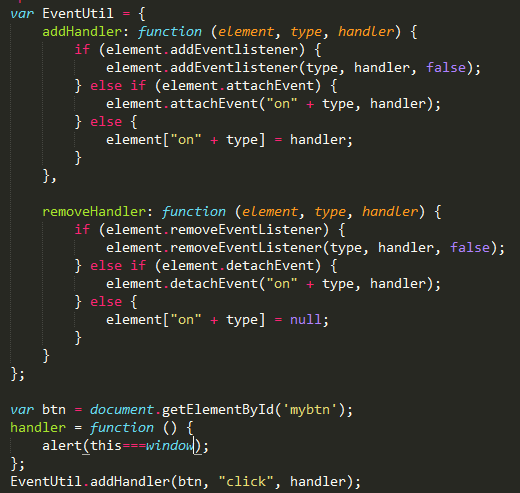 var EventUtil = {
    addHandler: function (element, type, handler) {
        if (element.addEventlistener) {
            element.addEventlistener(type, handler, false);
        } else if (element.attachEvent) {
            element.attachEvent("on" + type, handler);
        } else {
            element["on" + type] = handler;
        }
    },

    removeHandler: function (element, type, handler) {
        if (element.removeEventListener) {
            element.removeEventListener(type, handler, false);
        } else if (element.detachEvent) {
            element.detachEvent("on" + type, handler);
        } else {
            element["on" + type] = null;
        }
    }
};

var btn = document.getElementById('mybtn');
handler = function () {
    alert(this===window);
};
EventUtil.addHandler(btn, "click", handler);